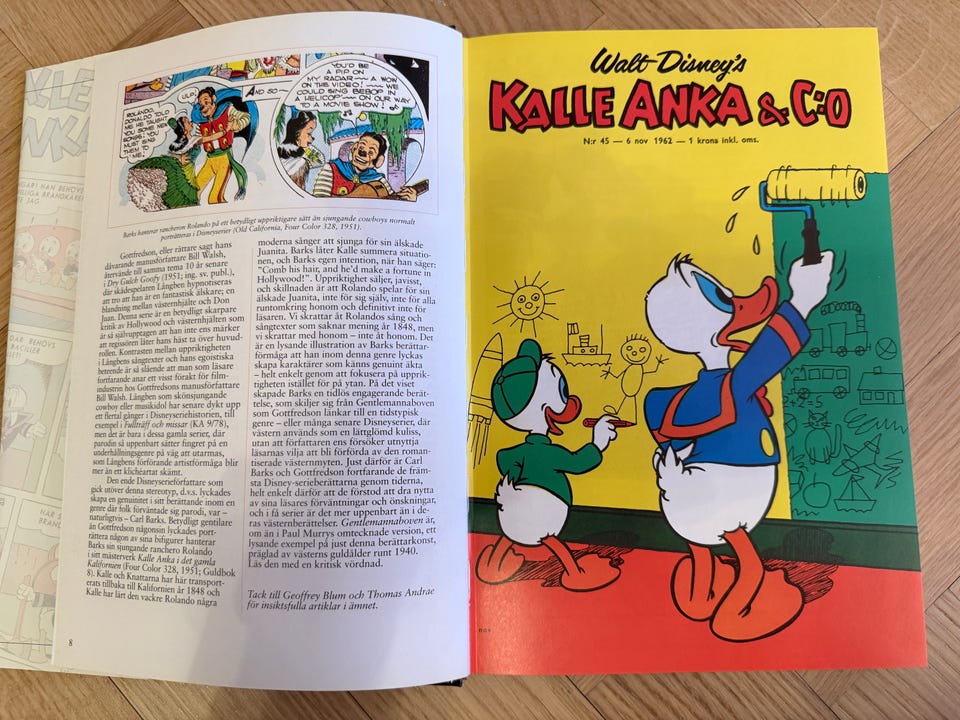 ROLANDO,
DONALD TOLD
ME HE TAUGHT
YOU SOME NEW
SONGS! YOU
MUST SING
THEM TO
ME!
ULP!
AND SO—
YOU'D BE
A PIP ON
MY RADAR — A WOW
ON THE VIDEO! — WE
COULD SING BEBOP IN
A HELICOP' — ON OUR WAY
TO A MOVIE SHOW!
Barks hanterar rancheron Rolando på ett betydligt uppriktigare sätt än sjungande cowboys normalt
porträtteras i Disneyserier (Old California, Four Color 328, 1951).
Gottfredson, eller rättare sagt hans
dåvarande manusförfattare Bill Walsh,
återvände till samma tema 10 år senare
i Dry Gulch Goofy (1951; ing. sv. publ.),
där skådespelaren Långben hypnotiseras
att tro att han är en fantastisk älskare; en
blandning mellan västernhjälte och Don
Juan. Denna serie är en betydligt skarpare
kritik av Hollywood och västernhjälten som
är så självupptagen att han inte ens märker
att regissören låter hans häst ta över huvud-
rollen. Kontrasten mellan uppriktigheten
i Långbens sångtexter och hans egoistiska
beteende är så slående att man som läsare
fortfarande anar ett visst förakt för film-
industrin hos Gottfredsons manusförfattare
Bill Walsh. Långben som skönsjungande
cowboy eller musikidol har senare dykt upp
ett flertal gånger i Disneyseriehistorien, till
exempel i Fullträff och missar (KA 9/78),
men det är bara i dessa gamla serier, där
parodin så uppenbart sätter fingret på en
underhållningsgenre på väg att utarmas,
som Långbens förförande artistförmåga blir
mer än ett klichéartat skämt.
Den ende Disneyserieförfattare som
gick utöver denna stereotyp, d.v.s. lyckades
skapa en genuinitet i sitt berättande inom en
genre där folk förväntade sig parodi, var –
naturligtvis – Carl Barks. Betydligt gentilare
än Gottfredson någonsin lyckades port-
rättera någon av sina bifigurer hanterar
Barks sin sjungande ranchero Rolando
i sitt mästerverk Kalle Anka i det gamla
Kalifornien (Four Color 328, 1951; Guldbok
8). Kalle och Knattarna har här transport-
erats tillbaka till Kalifornien år 1848 och
Kalle har lärt den vackre Rolando några
moderna sånger att sjunga för sin älskade
Juanita. Barks låter Kalle summera situatio-
nen, och Barks egen intention, när han säger:
"Comb his hair, and he'd make a fortune in
Hollywood!". Uppriktighet säljer, javisst,
och skillnaden är att Rolando spelar för sin
älskade Juanita, inte för sig själv, inte för alla
förutom honom och definitivt inte för
läsaren. Vi skrattar åt Rolandos sång och
sångtexter som saknar mening år 1848, men
vi skrattar med honom – inte åt honom. Det
är en lysande illustration av Barks berättar-
förmåga att han inom denna genre lyckas
skapa karaktärer som känns genuint äkta
– helt enkelt genom att fokusera på upprik-
tigheten istället för på ytan. På det viset
skapade Barks en tidlös engagerande berät-
telse, som skiljer sig från Gentlemannaboven
som Gottfredson länkar till en tidstypisk
genre – eller många senare Disneyserier, där
västern används som en lättglömd kuliss,
utan att författaren ens försöker utnyttja
läsarnas vilja att bli förförda av den roman-
tiserade västernmyten. Just därför är Carl
Barks och Gottfredson fortfarande de främ-
sta Disney-serieberättarna genom tiderna,
helt enkelt därför att de förstod att dra nytta
av sina läsares förväntningar och önskningar,
och i få serier är det mer uppenbart än i de-
ras västernberättelser. Gentlemannaboven är,
om än i Paul Murrys omtecknade version, ett
lysande exempel på just denna berättarkonst,
präglad av västerns guldålder runt 1940.
Läs den med en kritisk vördnad.
Tack till Geoffrey Blum och Thomas Andrae
för insiktsfulla artiklar i ämnet.
8
Walt Disney's
KALLE ANKA & C:O
N:r 45 — 6 nov 1962 — 1 krona inkl. oms.
2+2=5
nov